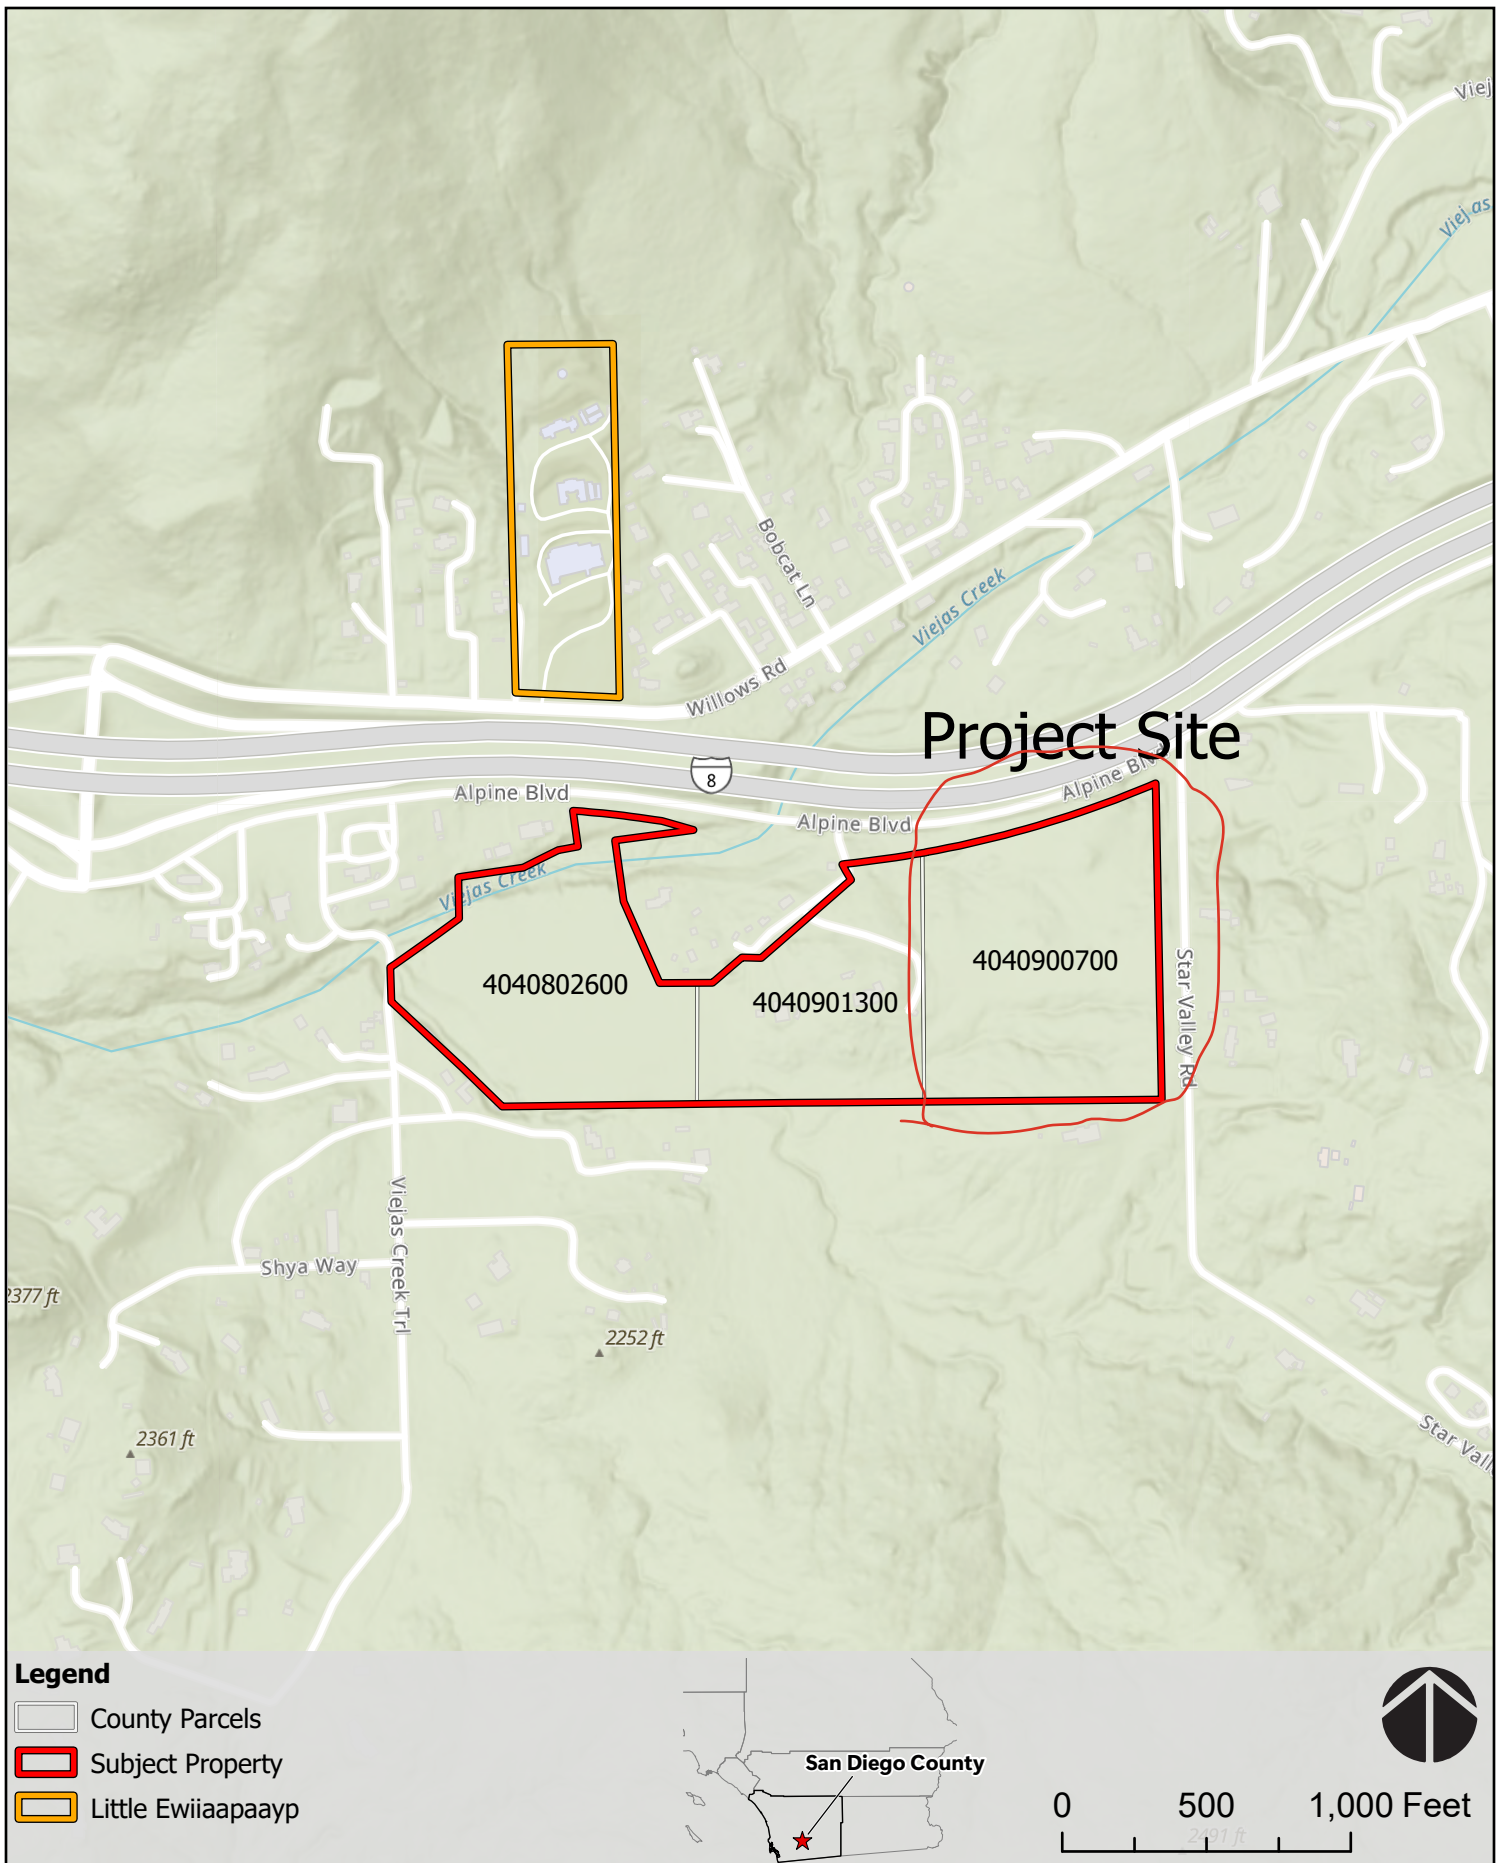 Viej
Viejas
Bobcat Ln
Viejas Creek
Willows Rd
Project Site
8
Alpine Blvd
Alpine Blvd
Alpine Blvd
Viejas Creek
4040802600
4040901300
4040900700
Star Valley Rd
Viejas Creek Trl
Shya Way
2377 ft
2252 ft
2361 ft
Star Vall
Legend
County Parcels
Subject Property
Little Ewiiaapaayp
San Diego County
0 500 1,000 Feet
2491 ft